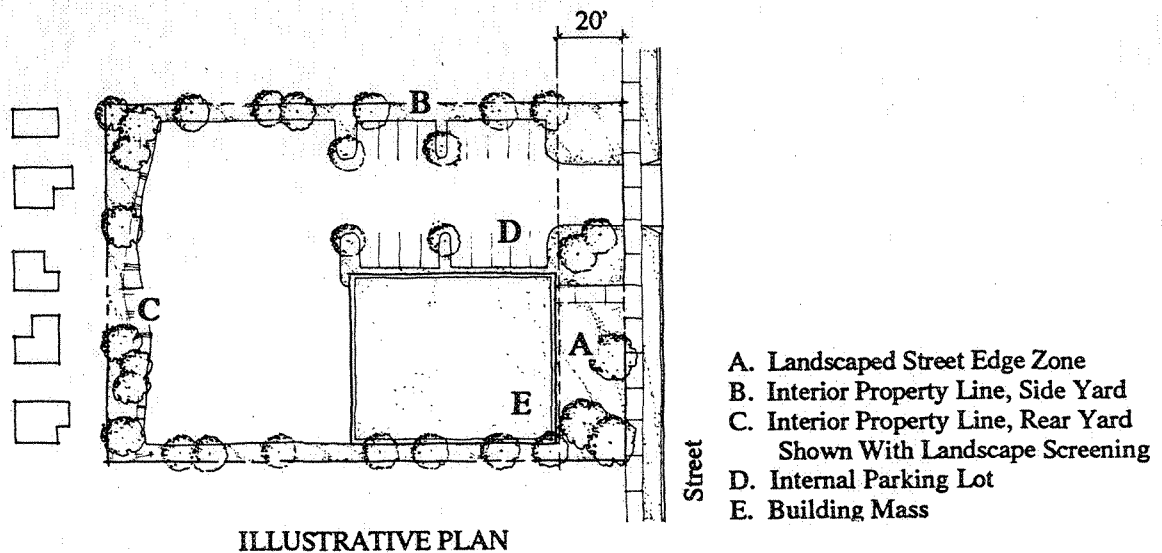 20'
B
D
C
A
E
Street
A. Landscaped Street Edge Zone
B. Interior Property Line, Side Yard
C. Interior Property Line, Rear Yard
Shown With Landscape Screening
D. Internal Parking Lot
E. Building Mass
ILLUSTRATIVE PLAN